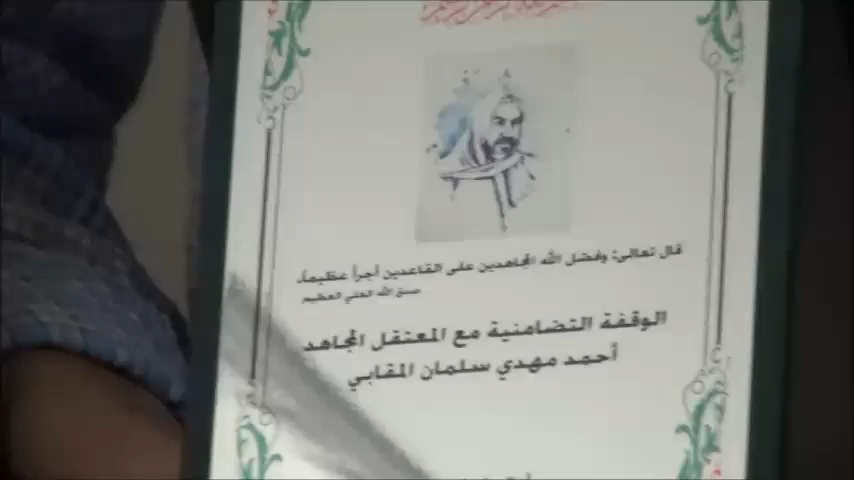 قال تعالى: وفضل الله المجاهدين على القاعدين أجراً عظيماً.
صدق الله العلي العظيم
الوقفة التضامنية مع المعتقل المجاهد
أحمد مهدي سلمان المقابي